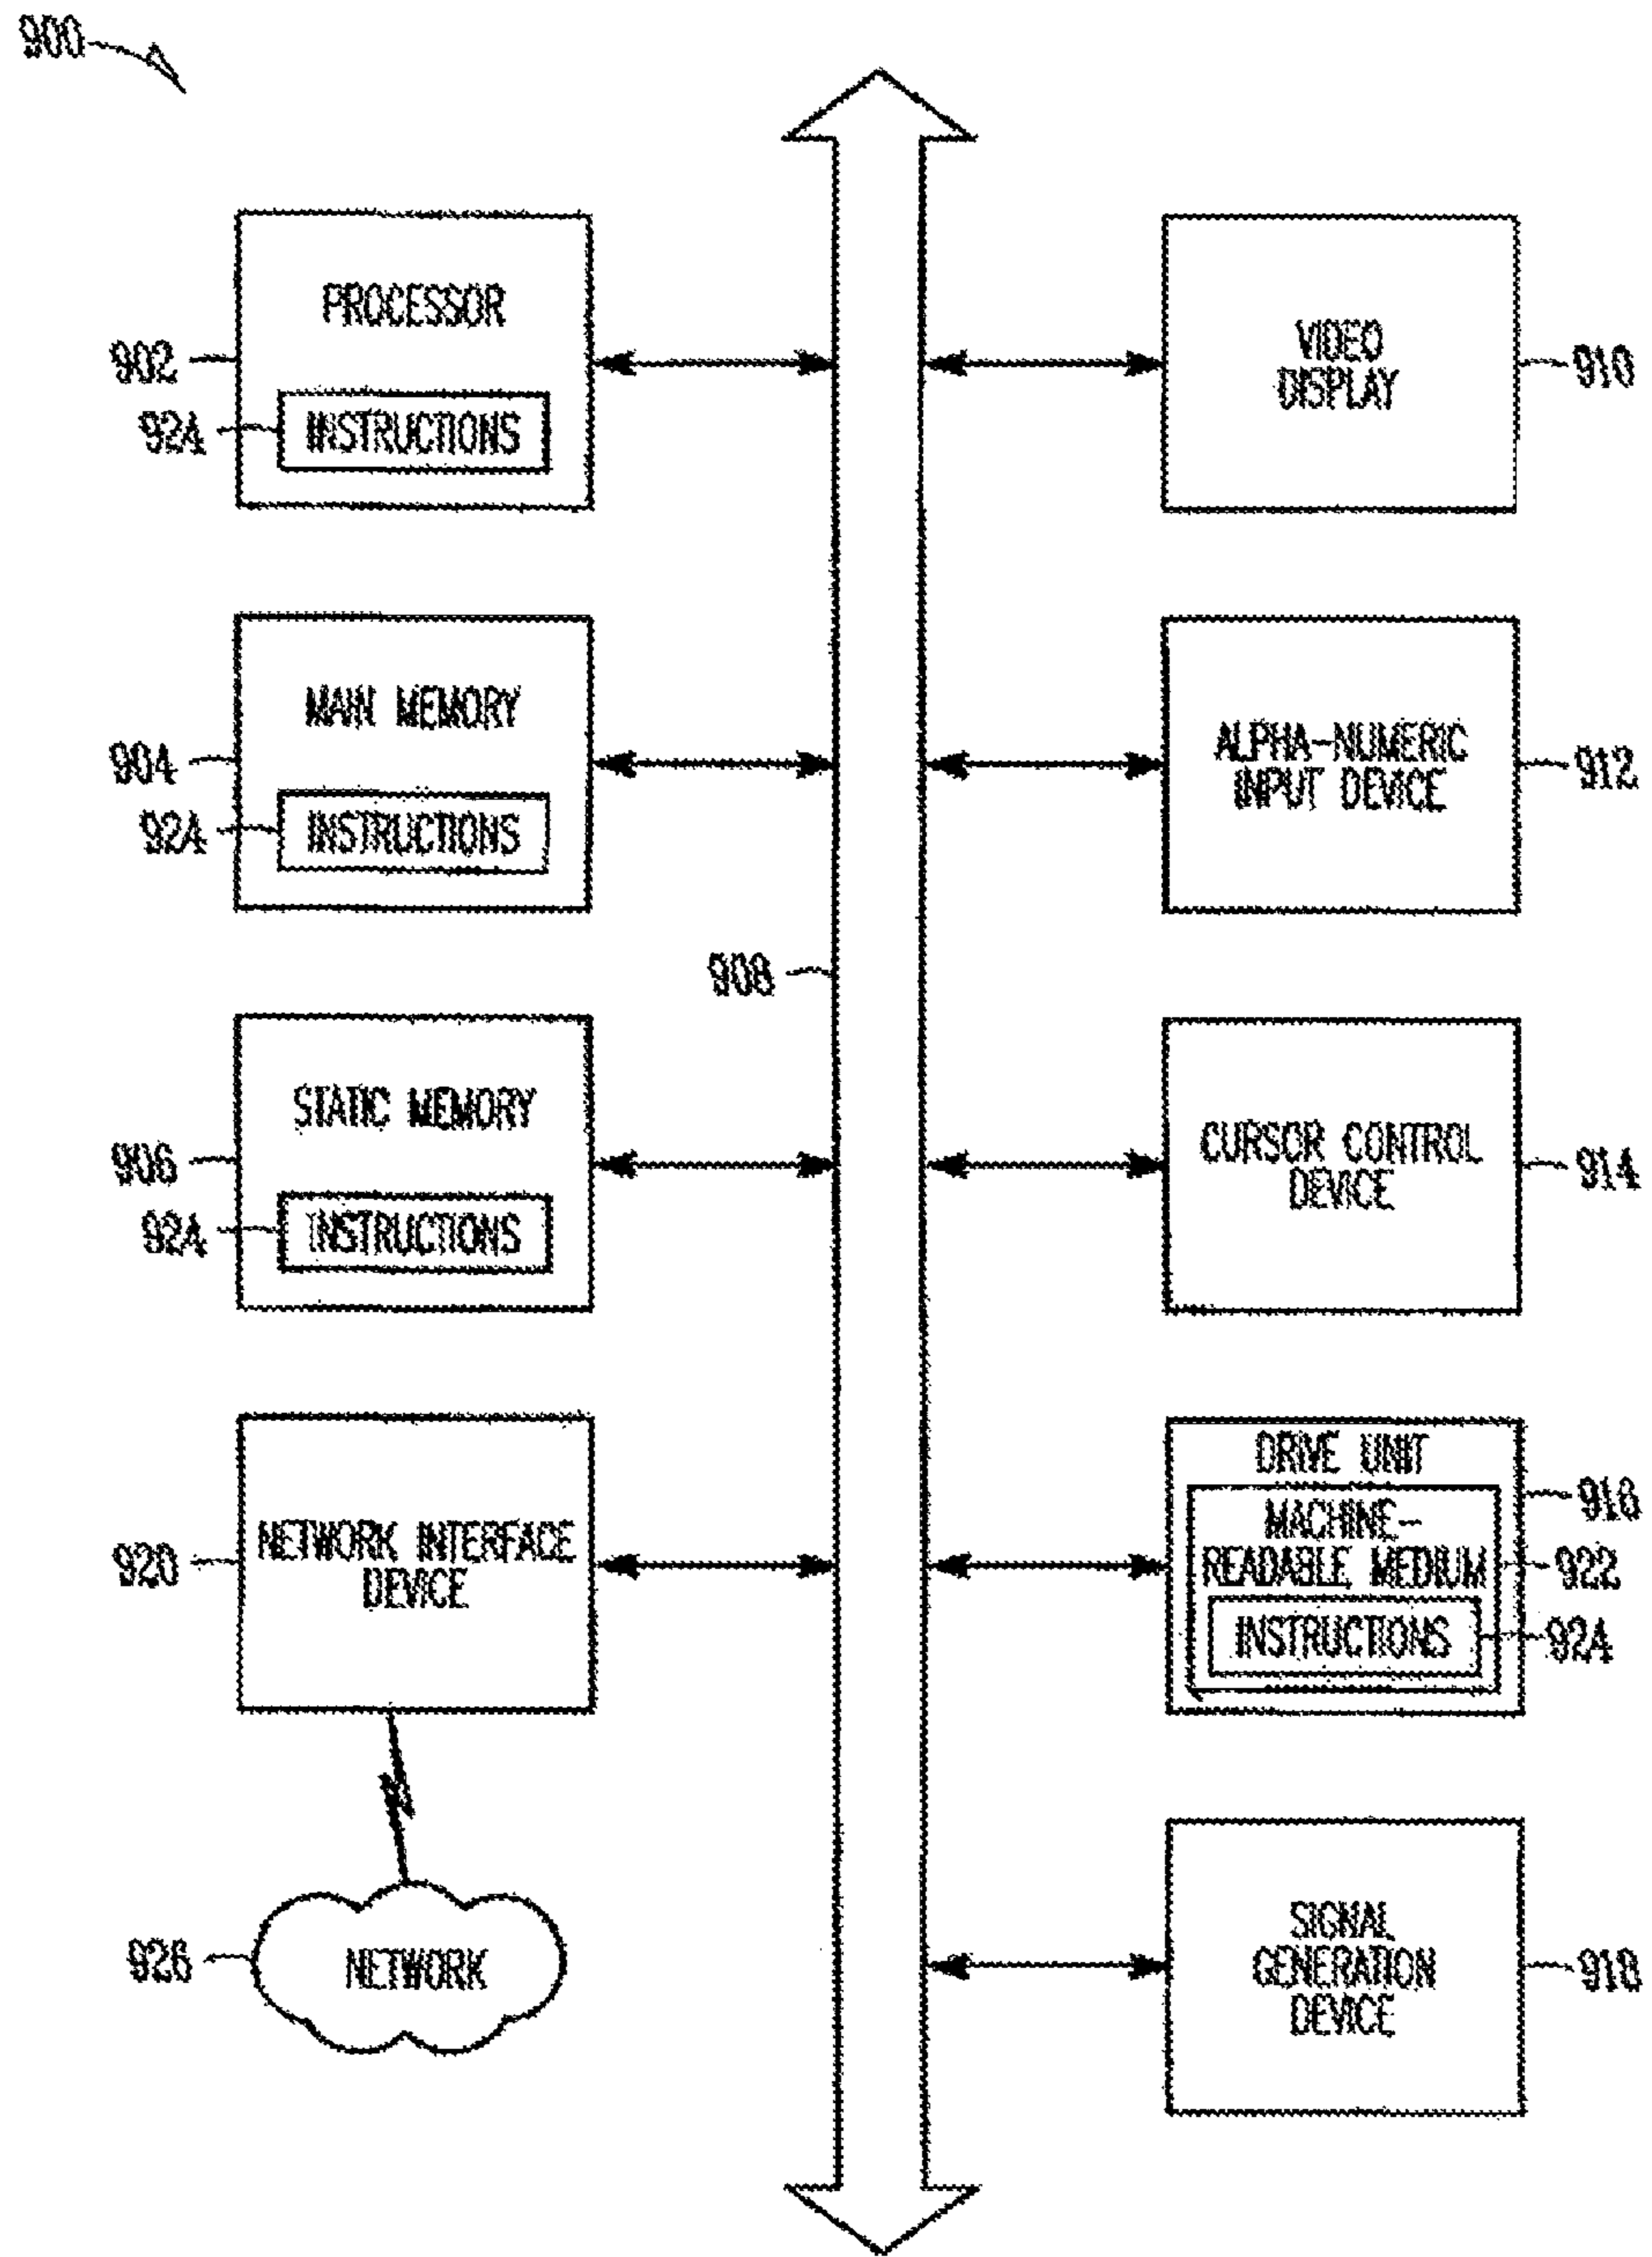 900
PROCESSOR
902
924
INSTRUCTIONS
MAIN MEMORY
904
924
INSTRUCTIONS
908
STATIC MEMORY
906
924
INSTRUCTIONS
920
NETWORK INTERFACE
DEVICE
926
NETWORK
VIDEO
DISPLAY
910
ALPHA-NUMERIC
INPUT DEVICE
912
CURSOR CONTROL
DEVICE
914
DRIVE UNIT
916
MACHINE-
READABLE MEDIUM
922
INSTRUCTIONS
924
SIGNAL
GENERATION
DEVICE
918